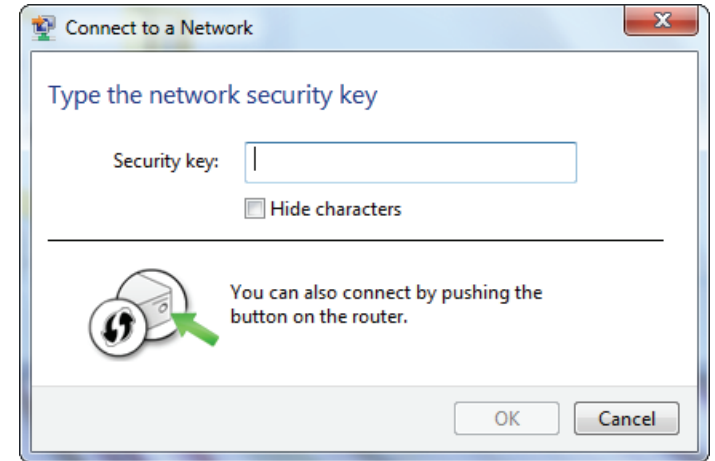 Connect to a Network
Type the network security key
Security key:
Hide characters
You can also connect by pushing the
button on the router.
OK
Cancel